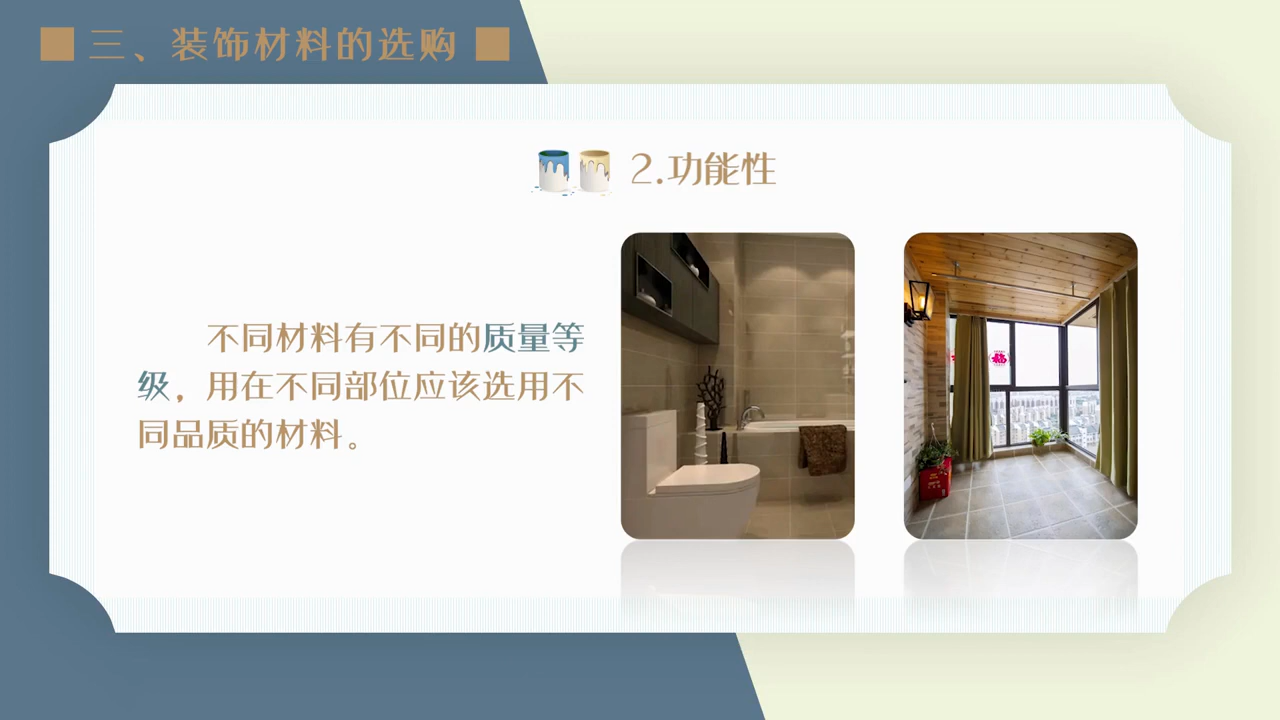 三、装饰材料的选购
2.功能性
不同材料有不同的质量等
级，用在不同部位应该选用不
同品质的材料。
福